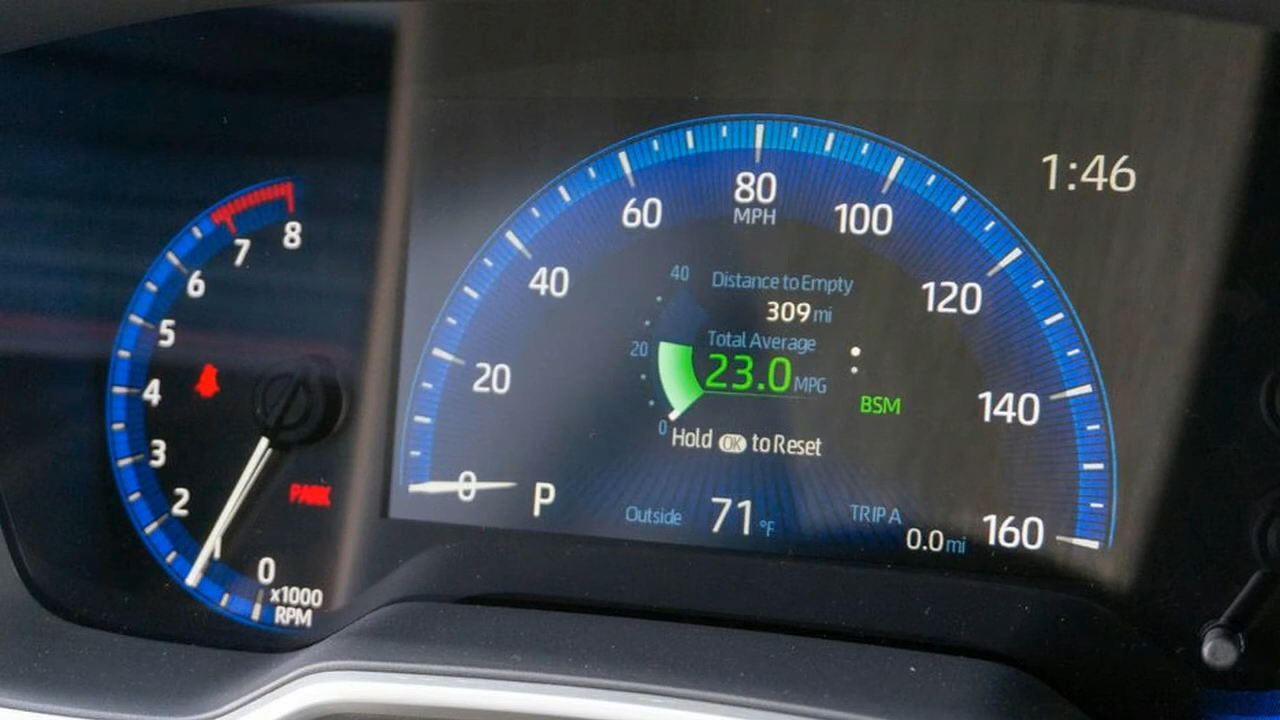 8
7
6
5
4
3
2
1
0
x1000
RPM
PARK
1:46
0
20
40
60
80
MPH
100
120
140
160
40
20
0
Distance to Empty
309 mi
Total Average
23.0 MPG
BSM
Hold OK to Reset
P
Outside 71 °F
TRIP A
0.0 mi